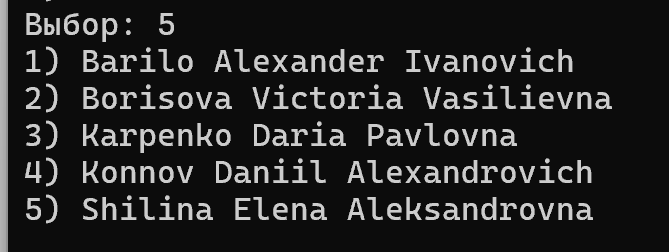 Выбор: 5
1) Barilo Alexander Ivanovich
2) Borisova Victoria Vasilievna
3) Karpenko Daria Pavlovna
4) Konnov Daniil Alexandrovich
5) Shilina Elena Aleksandrovna